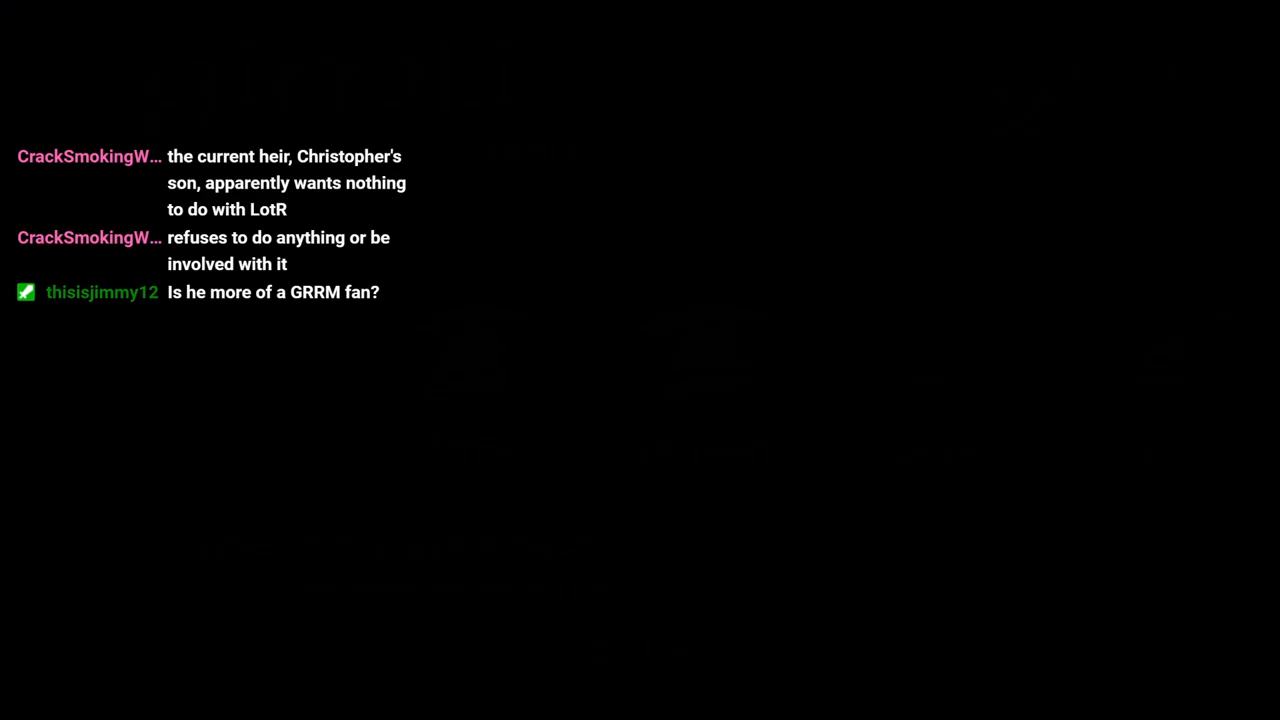 CrackSmokingW... the current heir, Christopher's
son, apparently wants nothing
to do with LotR
CrackSmokingW... refuses to do anything or be
involved with it
thisisjimmy12 Is he more of a GRRM fan?